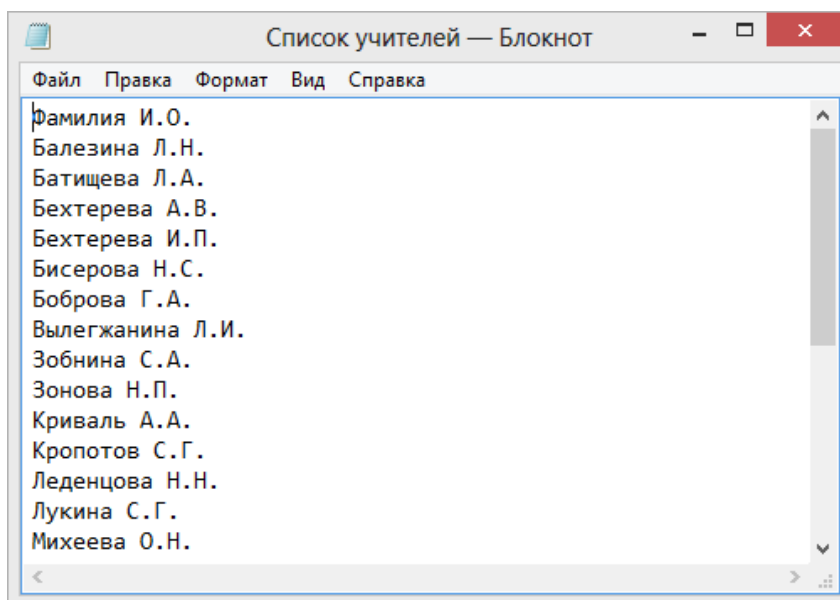 Список учителей — Блокнот
Файл Правка Формат Вид Справка
Фамилия И.О.
Балезина Л.Н.
Батищева Л.А.
Бехтерева А.В.
Бехтерева И.П.
Бисерова Н.С.
Боброва Г.А.
Вылегжанина Л.И.
Зобнина С.А.
Зонова Н.П.
Криваль А.А.
Кропотов С.Г.
Леденцова Н.Н.
Лукина С.Г.
Михеева О.Н.